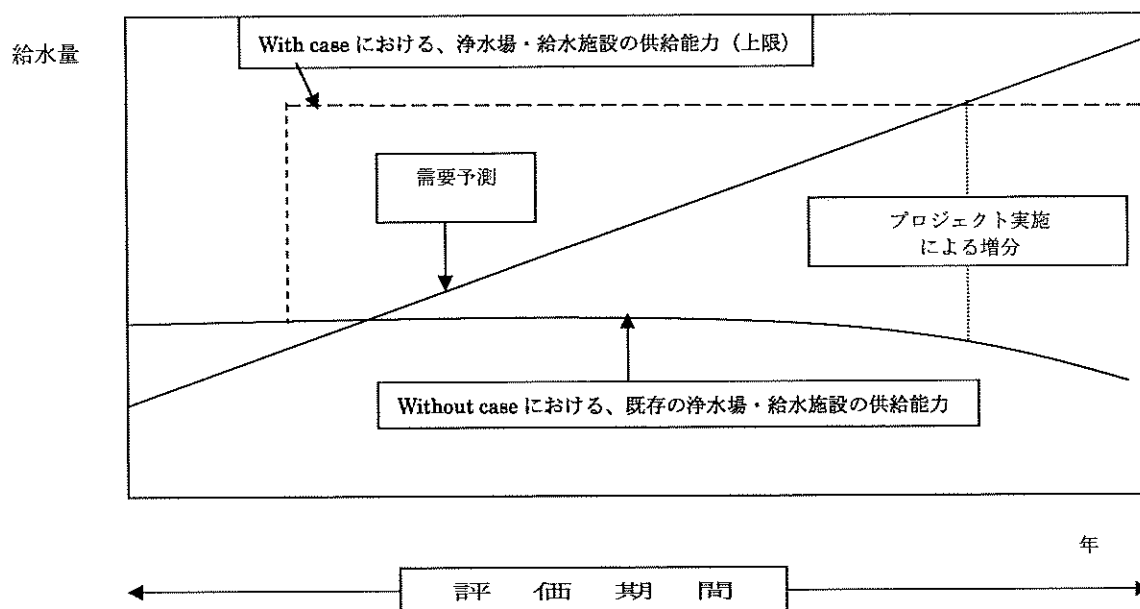 With case における、浄水場・給水施設の供給能力（上限）
給水量
需要予測
プロジェクト実施
による増分
Without case における、既存の浄水場・給水施設の供給能力
年
評価期間